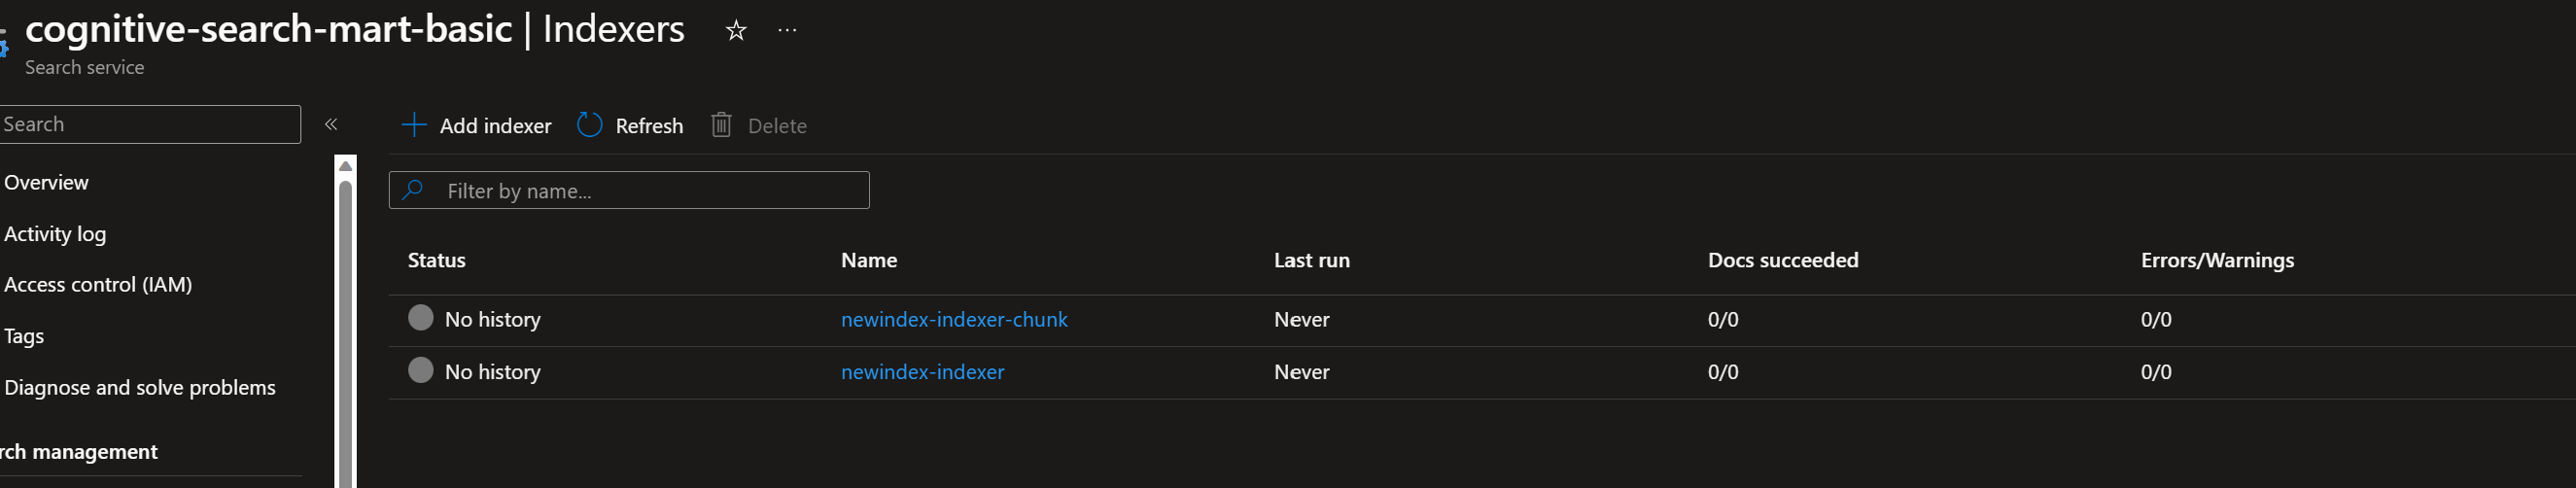 cognitive-search-mart-basic | Indexers
Search service
Search
Add indexer Refresh Delete
Filter by name...
Overview
Activity log
Access control (IAM)
Tags
Diagnose and solve problems
rch management
Status Name Last run Docs succeeded Errors/Warnings
No history newindex-indexer-chunk Never 0/0 0/0
No history newindex-indexer Never 0/0 0/0